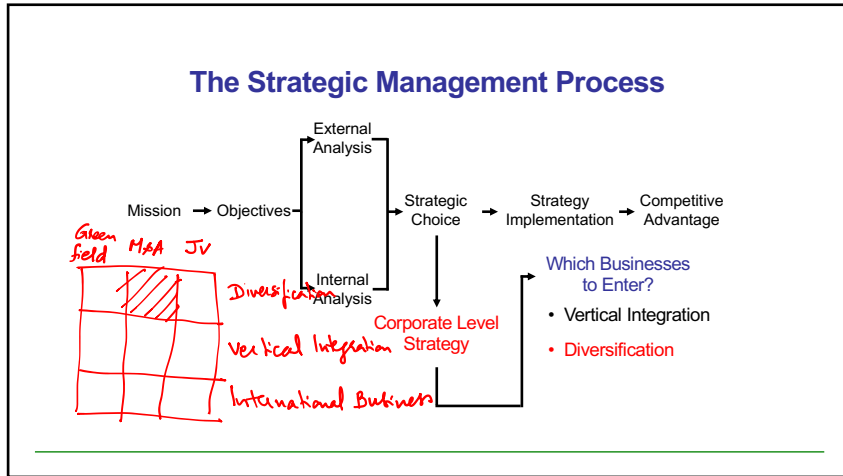 The Strategic Management Process
External
Analysis
Mission
Objectives
Strategic
Choice
Strategy
Implementation
Competitive
Advantage
Internal
Analysis
Corporate Level
Strategy
Which Businesses
to Enter?
• Vertical Integration
• Diversification
Green
field
M&A
JV
Diversification
Vertical Integration
International Business